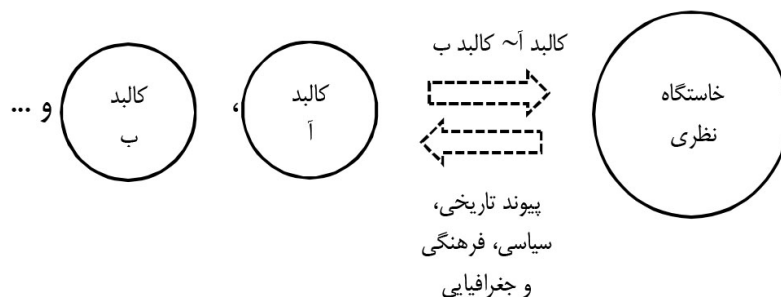 خاستگاه
نظری
کالبد آ~ کالبد ب
پیوند تاریخی،
سیاسی، فرهنگی
و جغرافیایی
کالبد
آ
،
کالبد
ب
و ...